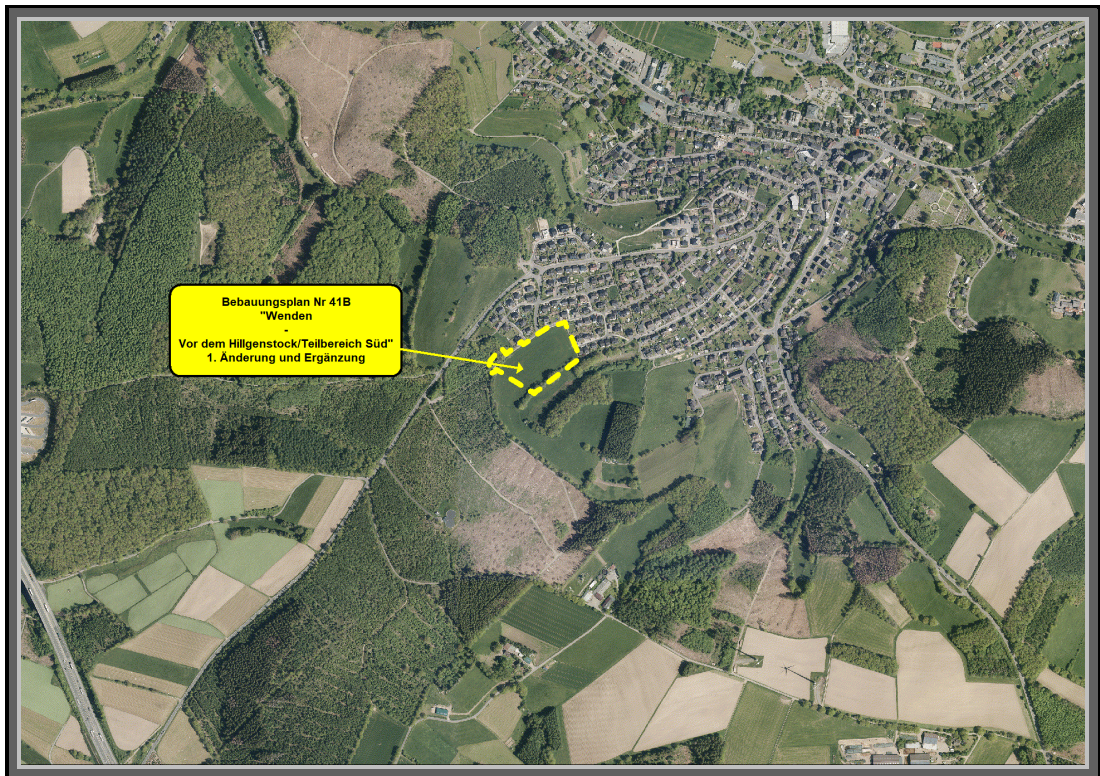 Bebauungsplan Nr 41B
"Wenden
-
Vor dem Hillgenstock/Teilbereich Süd"
1. Änderung und Ergänzung